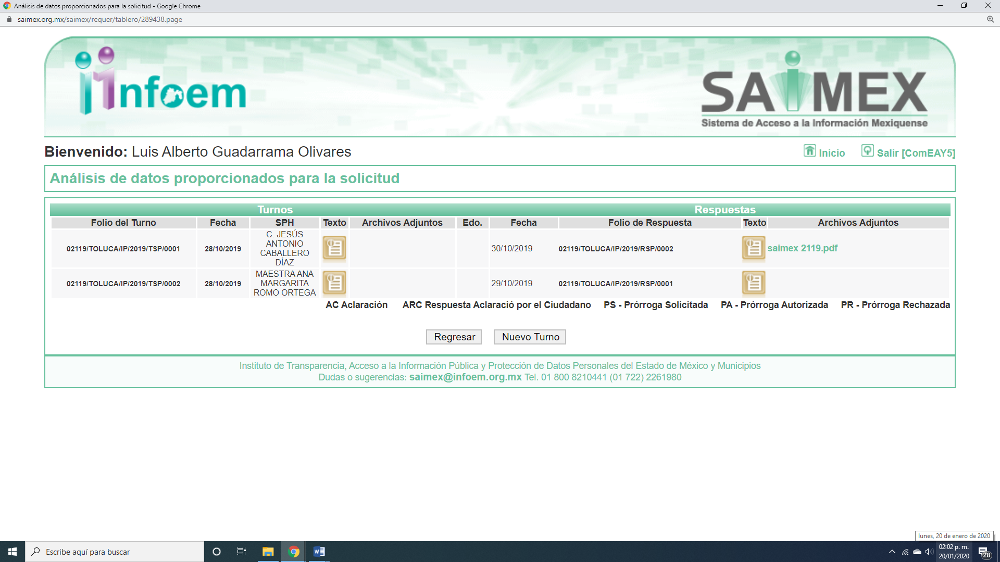 Análisis de datos proporcionados para la solicitud - Google Chrome
saimex.org.mx/saimex/requer/tablero/289438.page
infoem
SAIMEX
Sistema de Acceso a la Información Mexiquense
Bienvenido: Luis Alberto Guadarrama Olivares
Inicio Salir [ComEAY5]
Análisis de datos proporcionados para la solicitud
Turnos Respuestas
Folio del Turno Fecha SPH Texto Archivos Adjuntos Edo. Fecha Folio de Respuesta Texto Archivos Adjuntos
02119/TOLUCA/IP/2019/TSP/0001 28/10/2019 C. JESÚS
ANTONIO
CABALLERO
DÍAZ
30/10/2019 02119/TOLUCA/IP/2019/RSP/0002 saimex 2119.pdf
02119/TOLUCA/IP/2019/TSP/0002 28/10/2019 MAESTRA ANA
MARGARITA
ROMO ORTEGA
29/10/2019 02119/TOLUCA/IP/2019/RSP/0001
AC Aclaración ARC Respuesta Aclaració por el Ciudadano PS - Prórroga Solicitada PA - Prórroga Autorizada PR - Prórroga Rechazada
Regresar Nuevo Turno
Instituto de Transparencia, Acceso a la Información Pública y Protección de Datos Personales del Estado de México y Municipios
Dudas o sugerencias: saimex@infoem.org.mx Tel. 01 800 8210441 (01 722) 2261980
lunes, 20 de enero de 2020
Escribe aquí para buscar
02:02 p. m.
20/01/2020
28